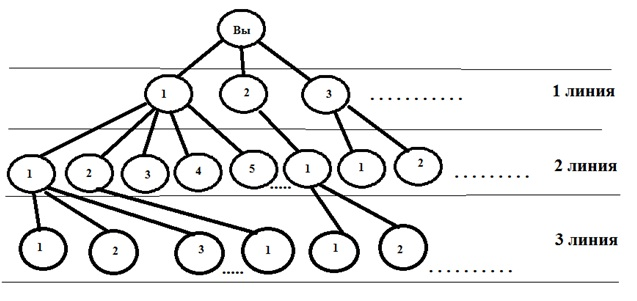 Вы
1 2 3 . . . . . . . . . . . 1 линия
1 2 3 4 5 ..... 1 1 2 . . . . . . . . . 2 линия
1 2 3 ..... 1 1 2 . . . . . . . . . . 3 линия